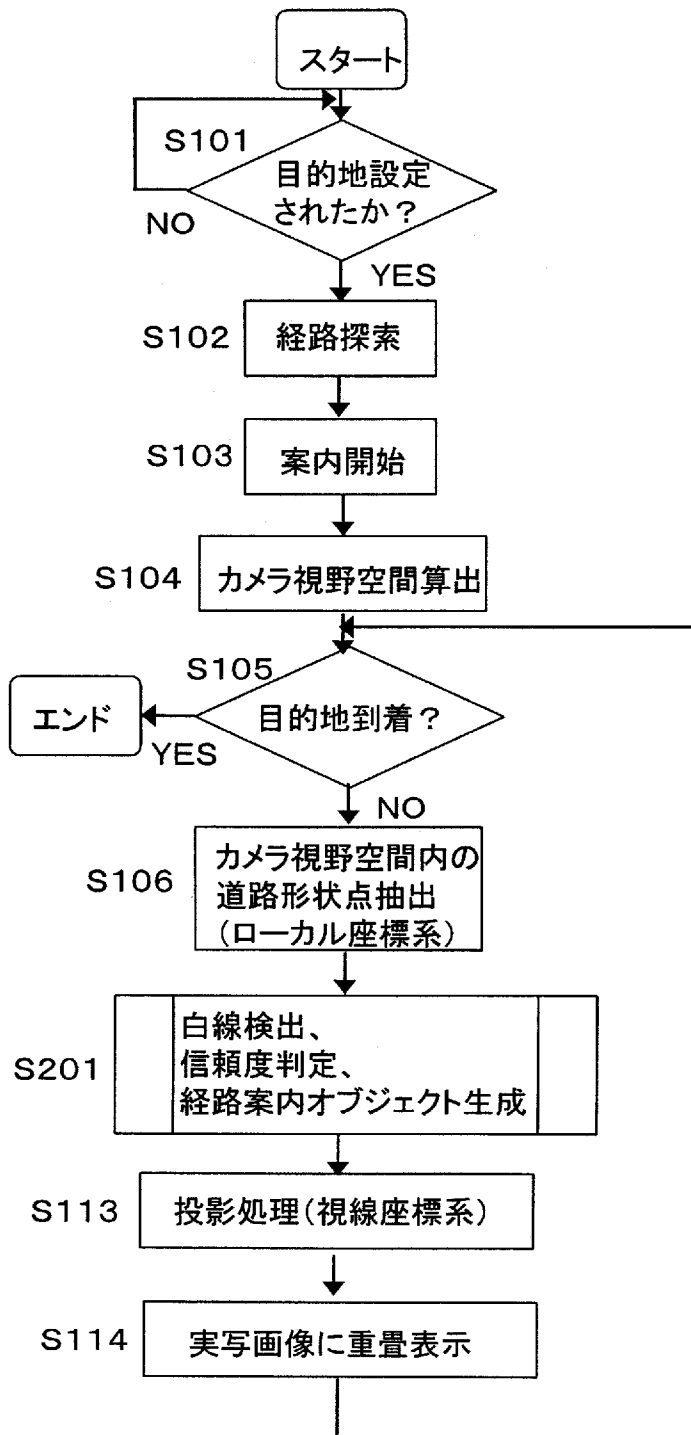 スタート
S101
目的地設定
されたか？
NO
YES
S102
経路探索
S103
案内開始
S104
カメラ視野空間算出
S105
エンド
目的地到着？
YES
NO
S106
カメラ視野空間内の
道路形状点抽出
(ローカル座標系)
S201
白線検出、
信頼度判定、
経路案内オブジェクト生成
S113
投影処理(視線座標系)
S114
実写画像に重畳表示